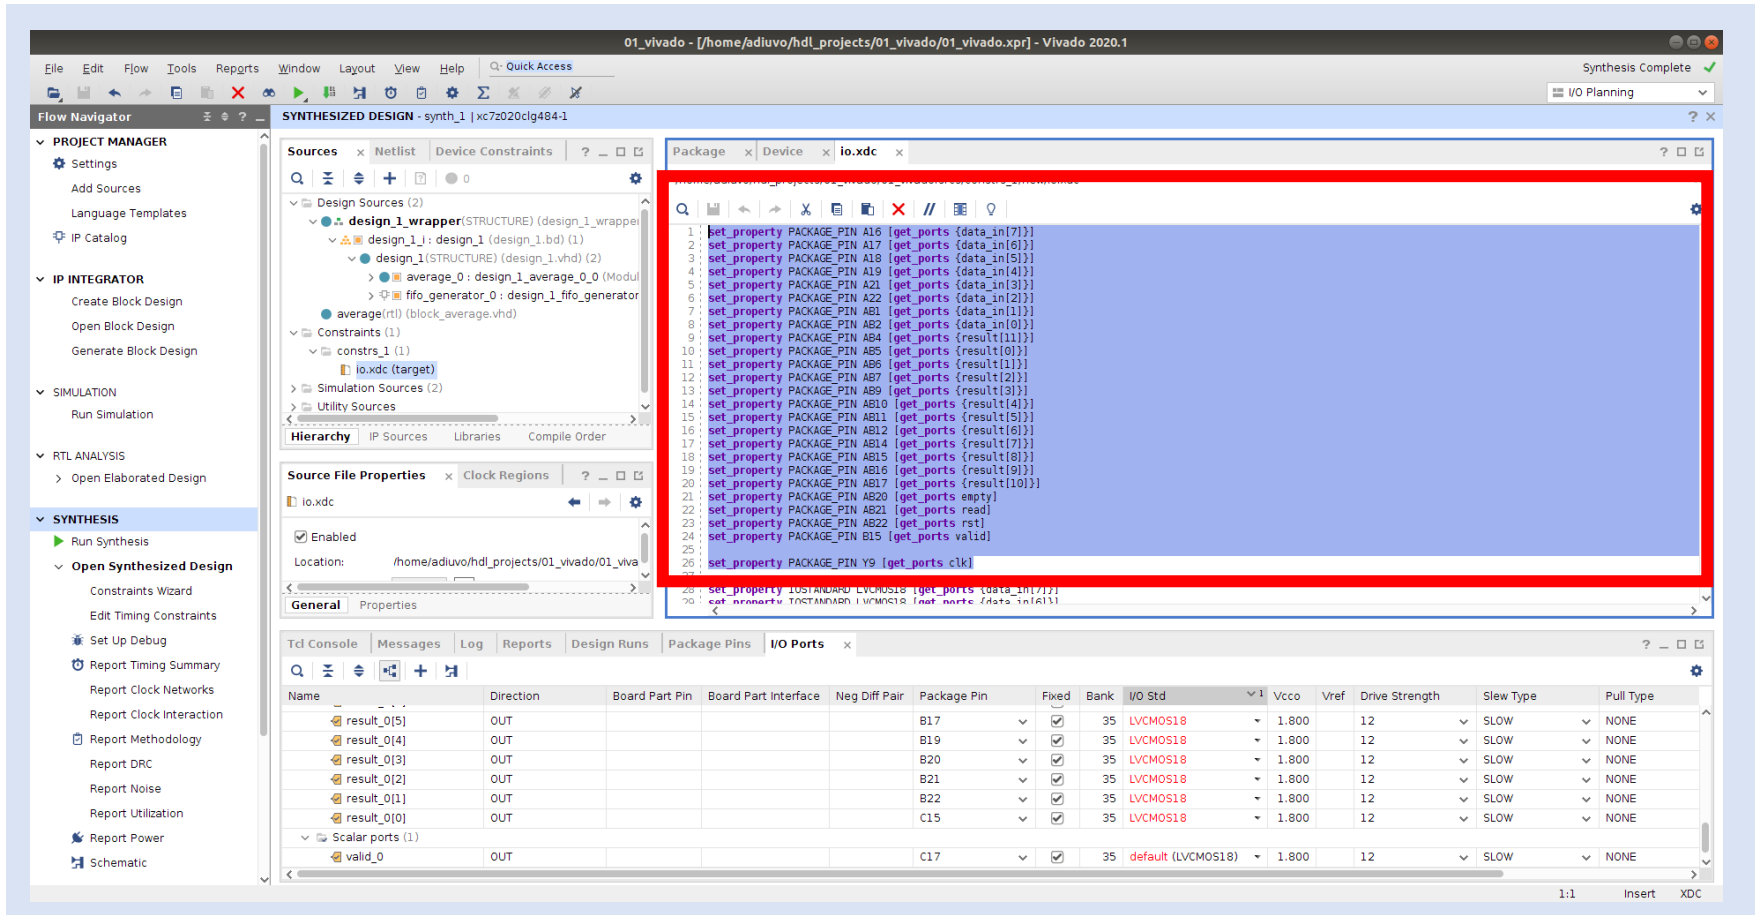 01_vivado - [/home/adiuvo/hdl_projects/01_vivado/01_vivado.xpr] - Vivado 2020.1
File Edit Flow Tools Reports Window Layout View Help Quick Access
Synthesis Complete
I/O Planning
Flow Navigator
SYNTHESIZED DESIGN - synth_1 | xc7z020clg484-1
PROJECT MANAGER
Settings
Add Sources
Language Templates
IP Catalog
IP INTEGRATOR
Create Block Design
Open Block Design
Generate Block Design
SIMULATION
Run Simulation
RTL ANALYSIS
Open Elaborated Design
SYNTHESIS
Run Synthesis
Open Synthesized Design
Constraints Wizard
Edit Timing Constraints
Set Up Debug
Report Timing Summary
Report Clock Networks
Report Clock Interaction
Report Methodology
Report DRC
Report Noise
Report Utilization
Report Power
Schematic
Sources Netlist Device Constraints
0
Design Sources (2)
design_1_wrapper(STRUCTURE) (design_1_wrapper
design_1_i : design_1 (design_1.bd) (1)
design_1(STRUCTURE) (design_1.vhd) (2)
average_0 : design_1_average_0_0 (Modul
fifo_generator_0 : design_1_fifo_generator
average(rtl) (block_average.vhd)
Constraints (1)
constrs_1 (1)
io.xdc (target)
Simulation Sources (2)
Utility Sources
Hierarchy IP Sources Libraries Compile Order
Source File Properties Clock Regions
io.xdc
Enabled
Location: /home/adiuvo/hdl_projects/01_vivado/01_viva
General Properties
Package Device io.xdc
1 set_property PACKAGE_PIN A16 [get_ports {data_in[7]}]
2 set_property PACKAGE_PIN A17 [get_ports {data_in[6]}]
3 set_property PACKAGE_PIN A18 [get_ports {data_in[5]}]
4 set_property PACKAGE_PIN A19 [get_ports {data_in[4]}]
5 set_property PACKAGE_PIN A21 [get_ports {data_in[3]}]
6 set_property PACKAGE_PIN A22 [get_ports {data_in[2]}]
7 set_property PACKAGE_PIN AB1 [get_ports {data_in[1]}]
8 set_property PACKAGE_PIN AB2 [get_ports {data_in[0]}]
9 set_property PACKAGE_PIN AB4 [get_ports {result[11]}]
10 set_property PACKAGE_PIN AB5 [get_ports {result[0]}]
11 set_property PACKAGE_PIN AB6 [get_ports {result[1]}]
12 set_property PACKAGE_PIN AB7 [get_ports {result[2]}]
13 set_property PACKAGE_PIN AB9 [get_ports {result[3]}]
14 set_property PACKAGE_PIN AB10 [get_ports {result[4]}]
15 set_property PACKAGE_PIN AB11 [get_ports {result[5]}]
16 set_property PACKAGE_PIN AB12 [get_ports {result[6]}]
17 set_property PACKAGE_PIN AB14 [get_ports {result[7]}]
18 set_property PACKAGE_PIN AB15 [get_ports {result[8]}]
19 set_property PACKAGE_PIN AB16 [get_ports {result[9]}]
20 set_property PACKAGE_PIN AB17 [get_ports {result[10]}]
21 set_property PACKAGE_PIN AB20 [get_ports empty]
22 set_property PACKAGE_PIN AB21 [get_ports read]
23 set_property PACKAGE_PIN AB22 [get_ports rst]
24 set_property PACKAGE_PIN B15 [get_ports valid]
25
26 set_property PACKAGE_PIN Y9 [get_ports clk]
28 set_property IOSTANDARD LVCMOS18 [get_ports {data_in[7]}]
29 set_property IOSTANDARD LVCMOS18 [get_ports {data_in[6]}]
Tcl Console Messages Log Reports Design Runs Package Pins I/O Ports
Name Direction Board Part Pin Board Part Interface Neg Diff Pair Package Pin Fixed Bank I/O Std 1 Vcco Vref Drive Strength Slew Type Pull Type
result_0[5] OUT B17 35 LVCMOS18 1.800 12 SLOW NONE
result_0[4] OUT B19 35 LVCMOS18 1.800 12 SLOW NONE
result_0[3] OUT B20 35 LVCMOS18 1.800 12 SLOW NONE
result_0[2] OUT B21 35 LVCMOS18 1.800 12 SLOW NONE
result_0[1] OUT B22 35 LVCMOS18 1.800 12 SLOW NONE
result_0[0] OUT C15 35 LVCMOS18 1.800 12 SLOW NONE
Scalar ports (1)
valid_0 OUT C17 35 default (LVCMOS18) 1.800 12 SLOW NONE
1:1 Insert XDC